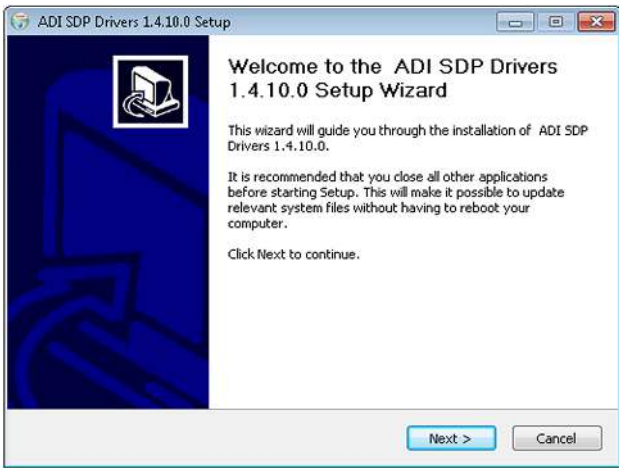 ADI SDP Drivers 1.4.10.0 Setup
Welcome to the ADI SDP Drivers
1.4.10.0 Setup Wizard
This wizard will guide you through the installation of ADI SDP
Drivers 1.4.10.0.
It is recommended that you close all other applications
before starting Setup. This will make it possible to update
relevant system files without having to reboot your
computer.
Click Next to continue.
Next >
Cancel